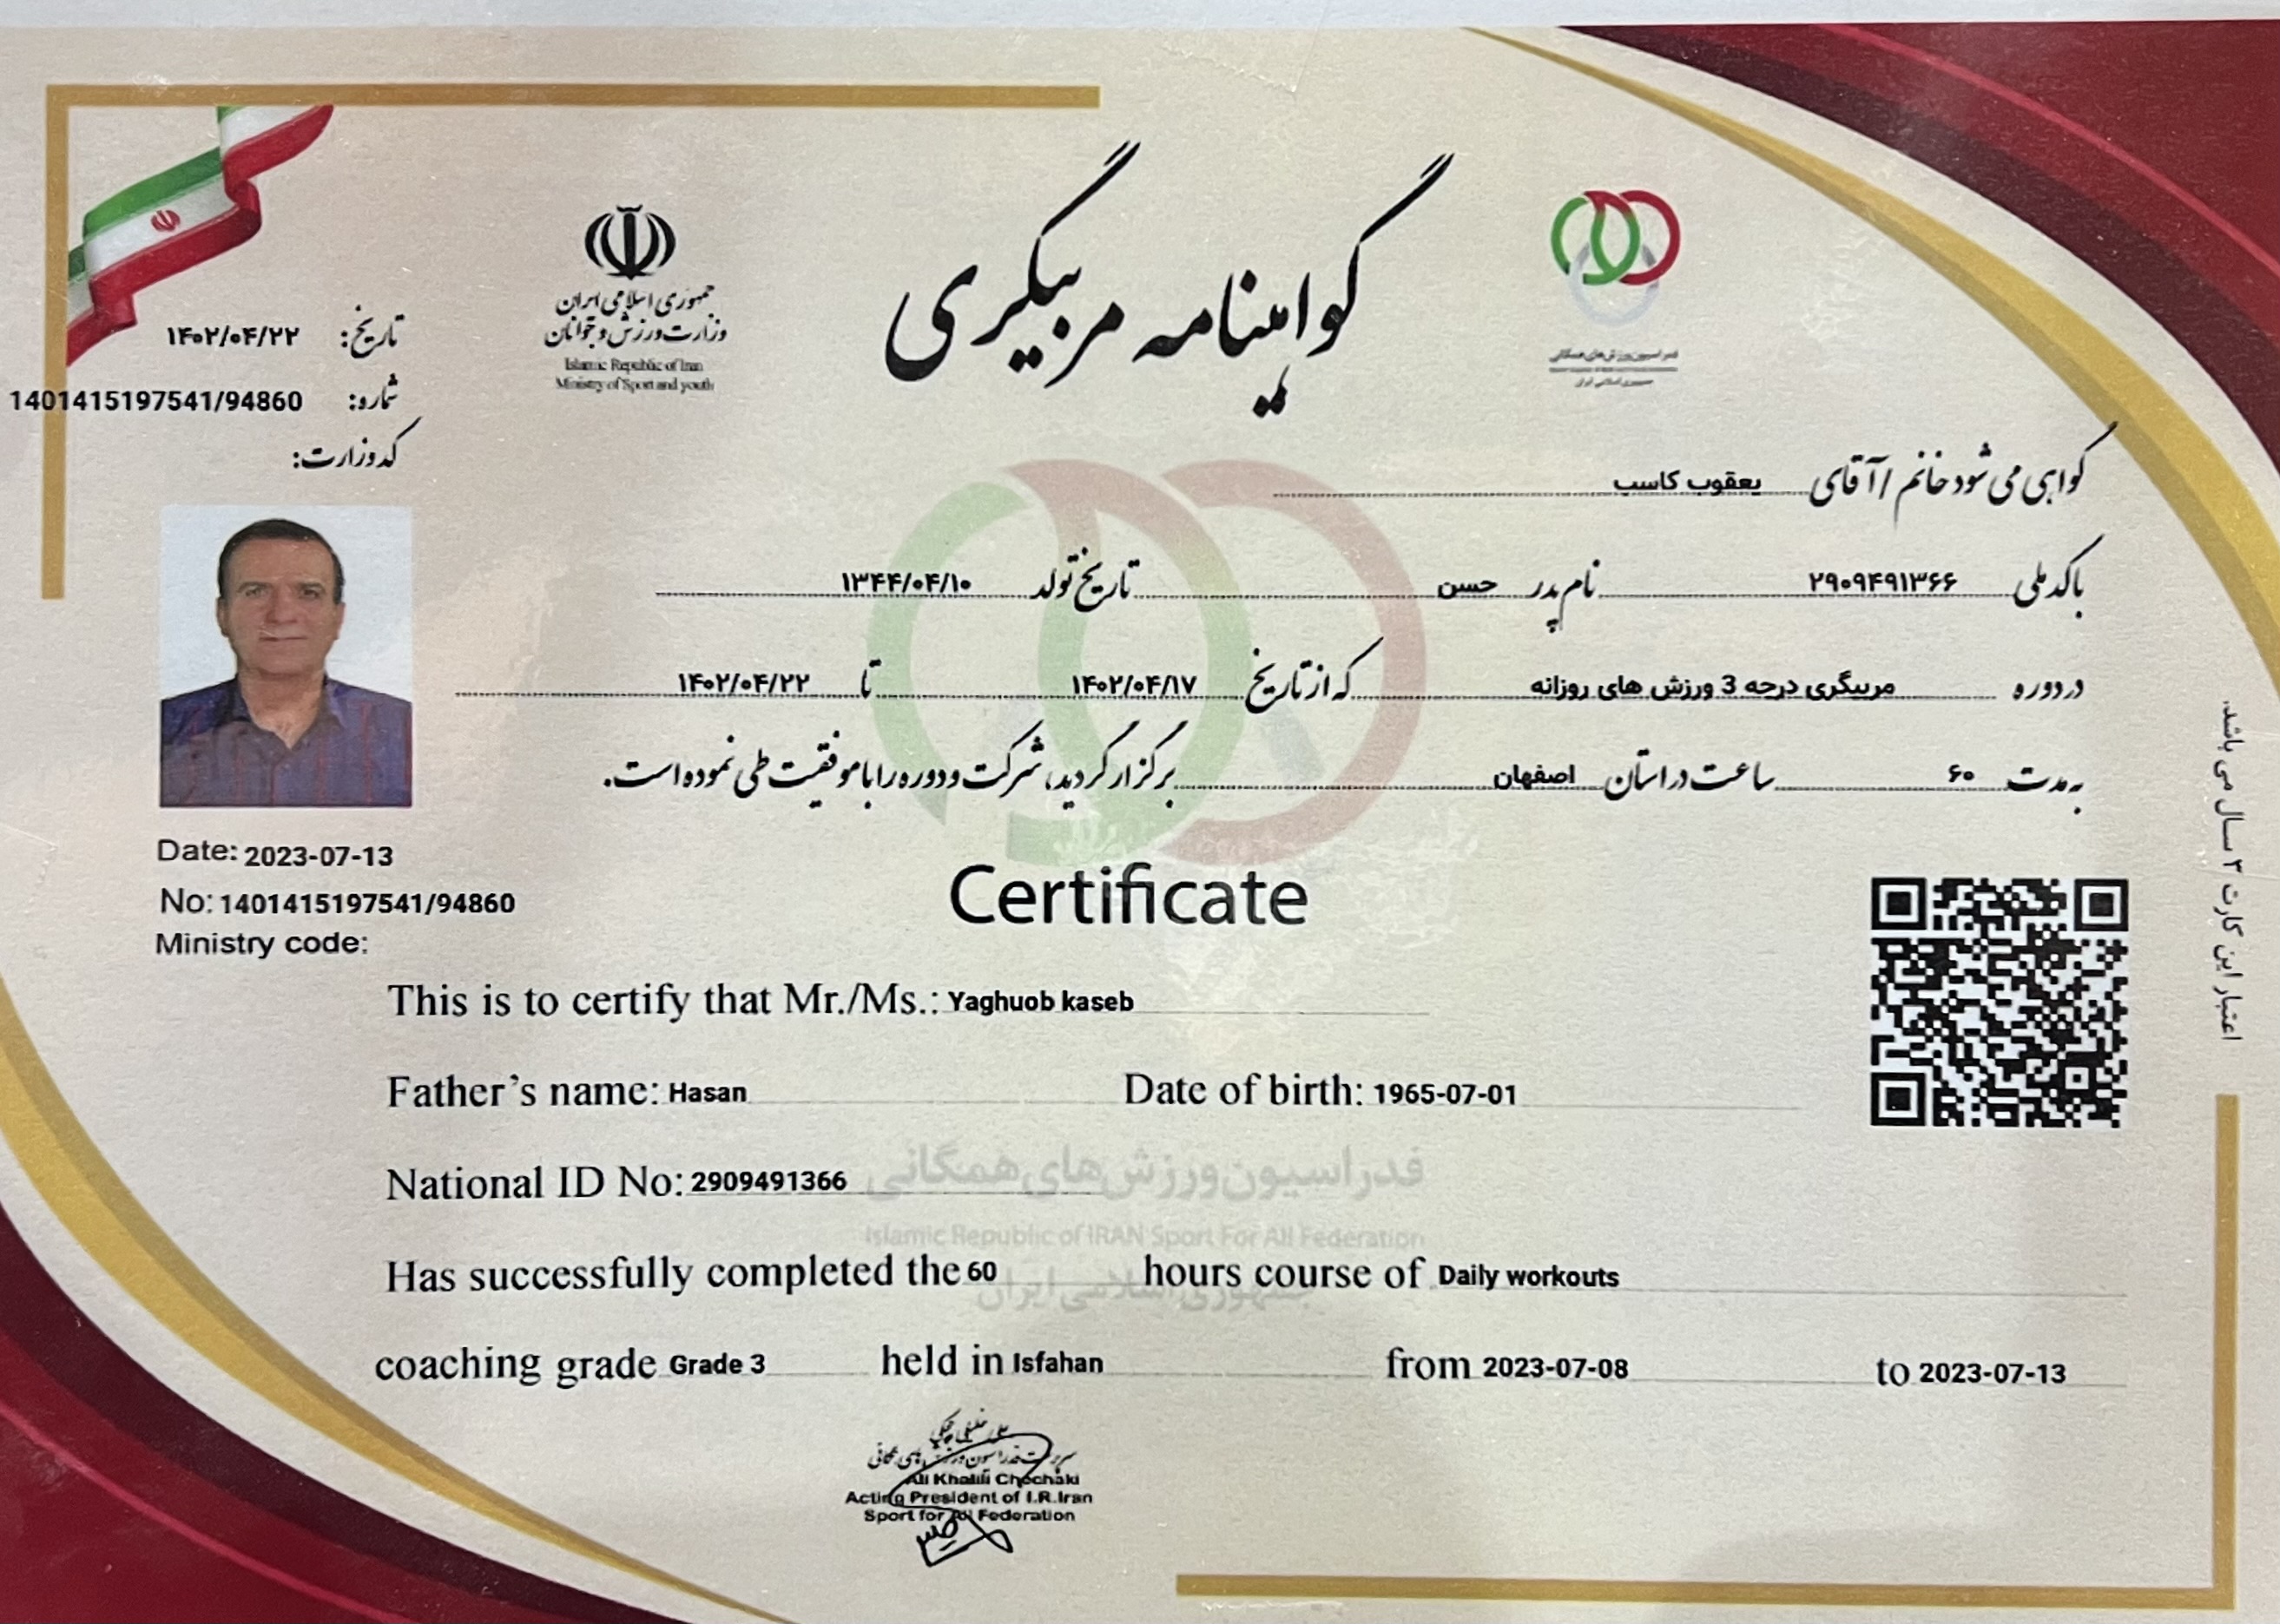 گواهینامه مربیگری
جمهوری اسلامی ایران
وزارت ورزش و جوانان
Islamic Republic of Iran
Ministry of Sport and youth
فدراسیون ورزش‌های همگانی
جمهوری اسلامی ایران
تاریخ: ۱۴۰۲/۰۴/۲۲
شماره: 1401415197541/94860
کد وزارت:
گواهی می شود خانم / آقای یعقوب کاسب
با کد ملی ۲۹۰۹۴۹۱۳۶۶ نام پدر حسن تاریخ تولد ۱۳۴۴/۰۴/۱۰
در دوره مربیگری درجه 3 ورزش های روزانه که از تاریخ ۱۴۰۲/۰۴/۱۷ تا ۱۴۰۲/۰۴/۲۲
به مدت ۶۰ ساعت در استان اصفهان برگزار گردید، شرکت و دوره را با موفقیت طی نموده است.
اعتبار این کارت ۳ سال می باشد.
Date: 2023-07-13
No: 1401415197541/94860
Ministry code:
Certificate
This is to certify that Mr./Ms.: Yaghuob kaseb
Father's name: Hasan Date of birth: 1965-07-01
National ID No: 2909491366
فدراسیون ورزش‌های همگانی
Islamic Republic of IRAN Sport For All Federation
جمهوری اسلامی ایران
Has successfully completed the 60 hours course of Daily workouts
coaching grade Grade 3 held in Isfahan from 2023-07-08 to 2023-07-13
علی خلیلی چچکی
سرپرست فدراسیون ورزش های همگانی
Ali Khalili Chochaki
Acting President of I.R.Iran
Sport for All Federation